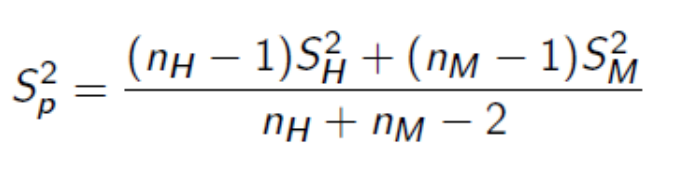 S_p^2 = \frac{(n_H - 1)S_H^2 + (n_M - 1)S_M^2}{n_H + n_M - 2}